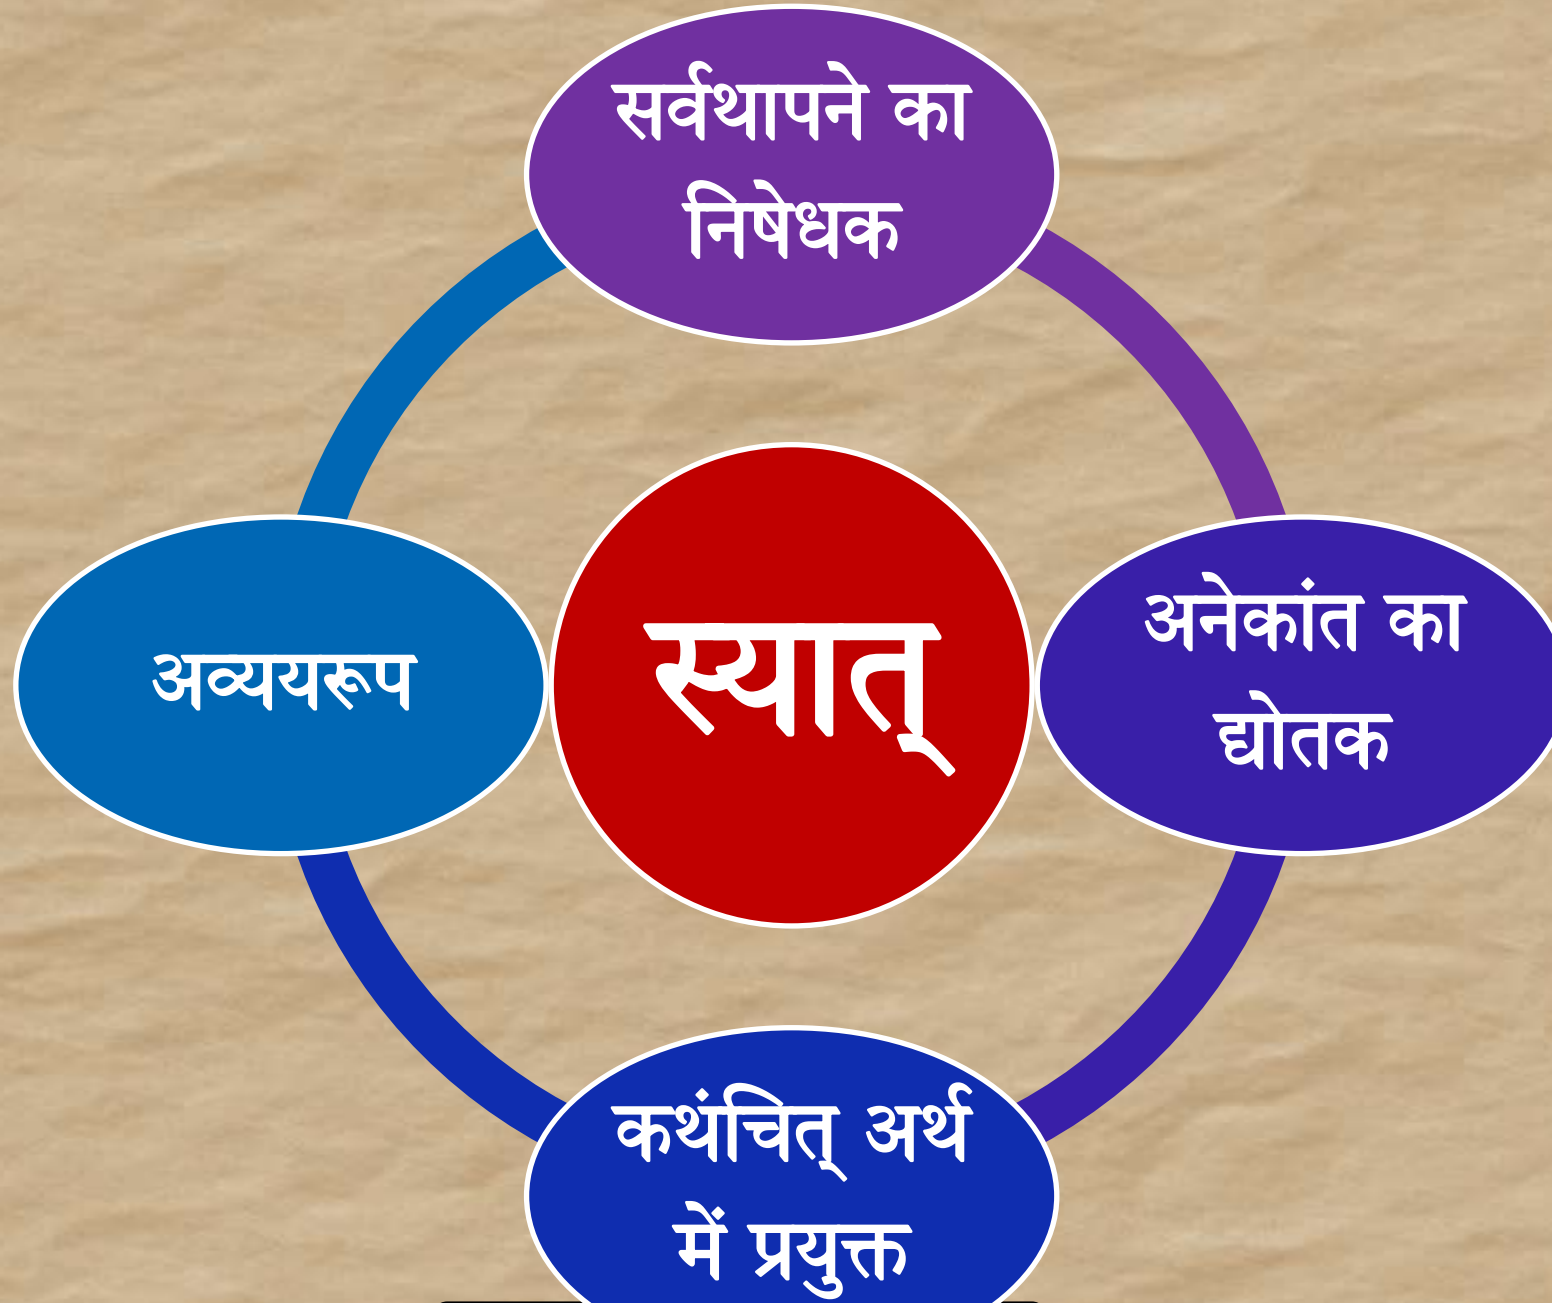 सर्वथापने का
निषेधक
अनेकांत का
द्योतक
स्यात्
अव्ययरूप
कथंचित् अर्थ
में प्रयुक्त